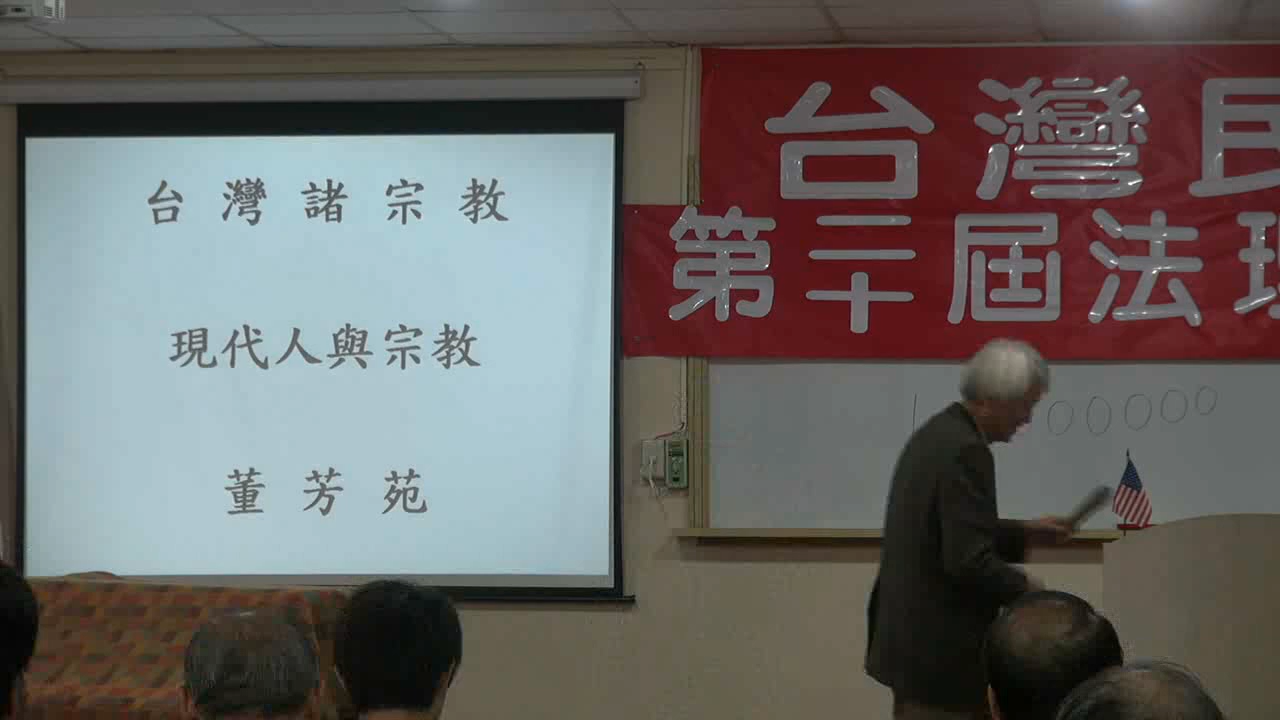 台灣諸宗教
現代人與宗教
董芳苑
台灣
第二十屆法